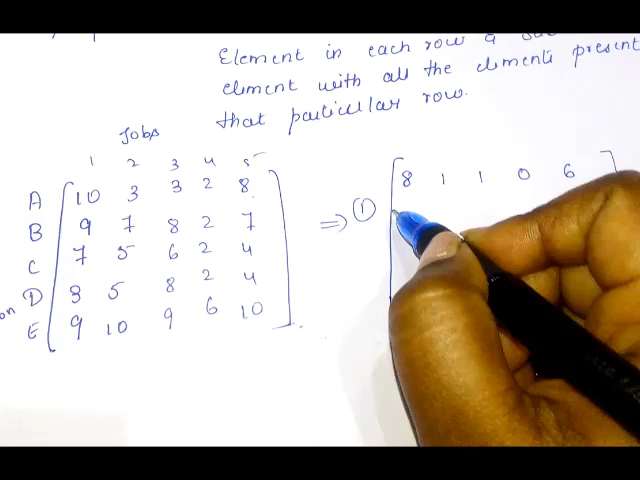 Element in each row &
element with all the elements present
that particular row.
Jobs
1 2 3 4 5
A 10 3 3 2 8
B 9 7 8 2 7
C 7 5 6 2 4
D 3 5 8 2 4
E 9 10 9 6 10
on
⇒ ① 8 1 1 0 6